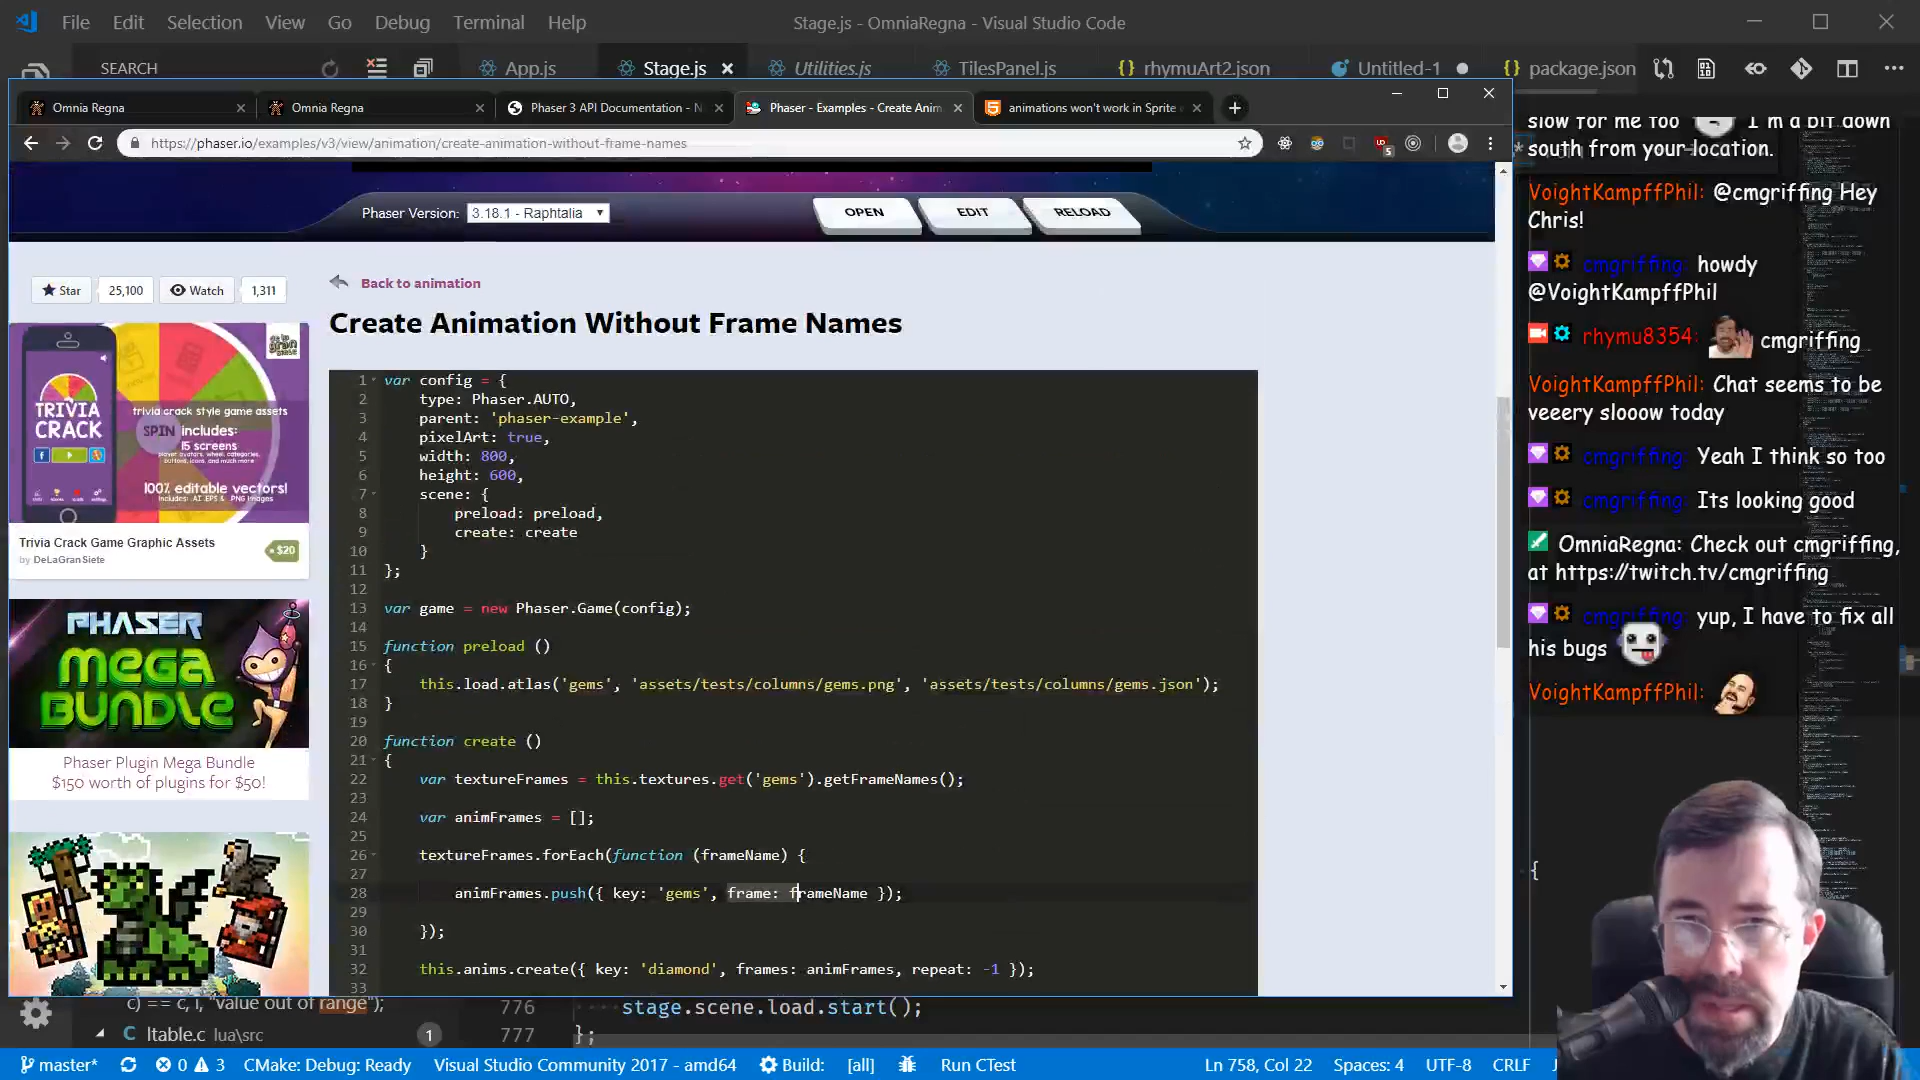 File Edit Selection View Go Debug Terminal Help
Stage.js - OmniaRegna - Visual Studio Code
SEARCH
App.js
Stage.js
Utilities.js
TilesPanel.js
{} rhymuArt2.json
Untitled-1
{} package.json
Omnia Regna
Omnia Regna
Phaser 3 API Documentation - N
Phaser - Examples - Create Anim
animations won't work in Sprite
https://phaser.io/examples/v3/view/animation/create-animation-without-frame-names
Phaser Version: 3.18.1 - Raphtalia
OPEN EDIT RELOAD
Star 25,100 Watch 1,311
Back to animation
Create Animation Without Frame Names
1 var config = {
2 type: Phaser.AUTO,
3 parent: 'phaser-example',
4 pixelArt: true,
5 width: 800,
6 height: 600,
7 scene: {
8 preload: preload,
9 create: create
10 }
11 };
12
13 var game = new Phaser.Game(config);
14
15 function preload ()
16 {
17 this.load.atlas('gems', 'assets/tests/columns/gems.png', 'assets/tests/columns/gems.json');
18 }
19
20 function create ()
21 {
22 var textureFrames = this.textures.get('gems').getFrameNames();
23
24 var animFrames = [];
25
26 textureFrames.forEach(function (frameName) {
27
28 animFrames.push({ key: 'gems', frame: frameName });
29
30 });
31
32 this.anims.create({ key: 'diamond', frames: animFrames, repeat: -1 });
33
TRIVIA
CRACK
trivia crack style game assets
SPIN
includes:
15 screens
100% editable vectors!
Includes: .AI .EPS & .PNG Images
Trivia Crack Game Graphic Assets
by DeLaGranSiete
$20
PHASER
MEGA
BUNDLE
Phaser Plugin Mega Bundle
$150 worth of plugins for $50!
slow for me too I'm a bit down
south from your location.
VoightKampffPhil: @cmgriffing Hey
Chris!
cmgriffing: howdy
@VoightKampffPhil
rhymu8354: cmgriffing
VoightKampffPhil: Chat seems to be
veeery slooow today
cmgriffing: Yeah I think so too
cmgriffing: Its looking good
OmniaRegna: Check out cmgriffing,
at https://twitch.tv/cmgriffing
cmgriffing: yup, I have to fix all
his bugs
VoightKampffPhil:
{
c) == c, i, "value out of range");
C ltable.c lua\src 1
776 stage.scene.load.start();
777 };
master* 0 3 CMake: Debug: Ready Visual Studio Community 2017 - amd64 Build: [all] Run CTest
Ln 758, Col 22 Spaces: 4 UTF-8 CRLF